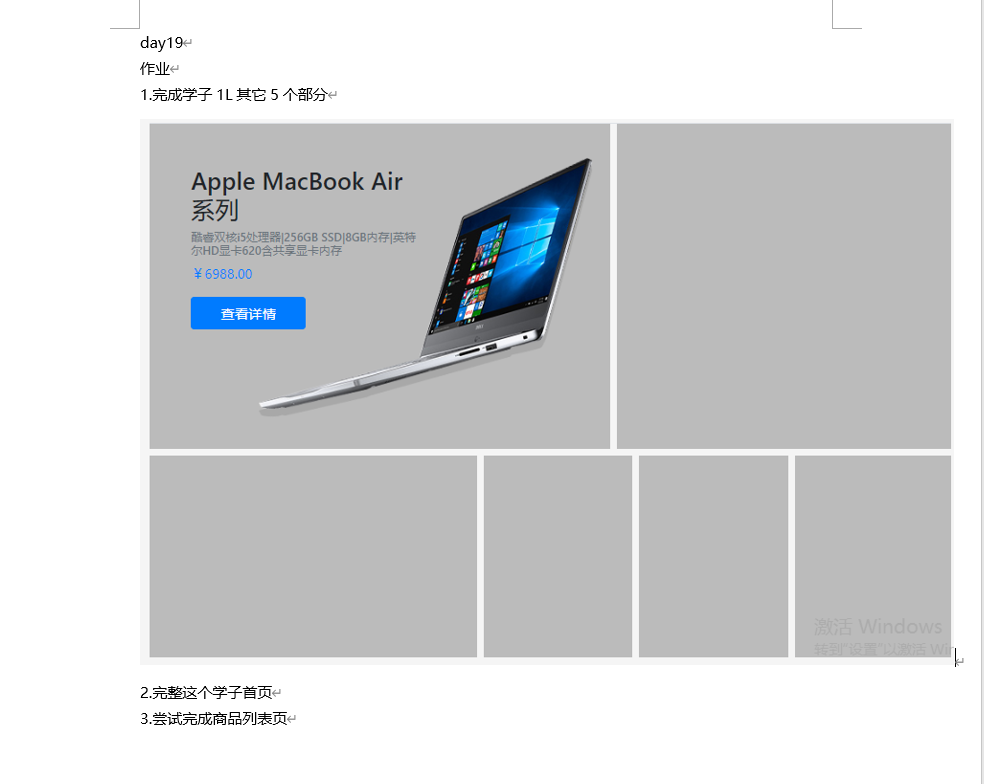 day19
作业
1.完成学子 1L 其它 5 个部分
Apple MacBook Air
系列
酷睿双核i5处理器|256GB SSD|8GB内存|英特
尔HD显卡620含共享显卡内存
¥6988.00
查看详情
激活 Windows
转到"设置"以激活 Win
2.完整这个学子首页
3.尝试完成商品列表页